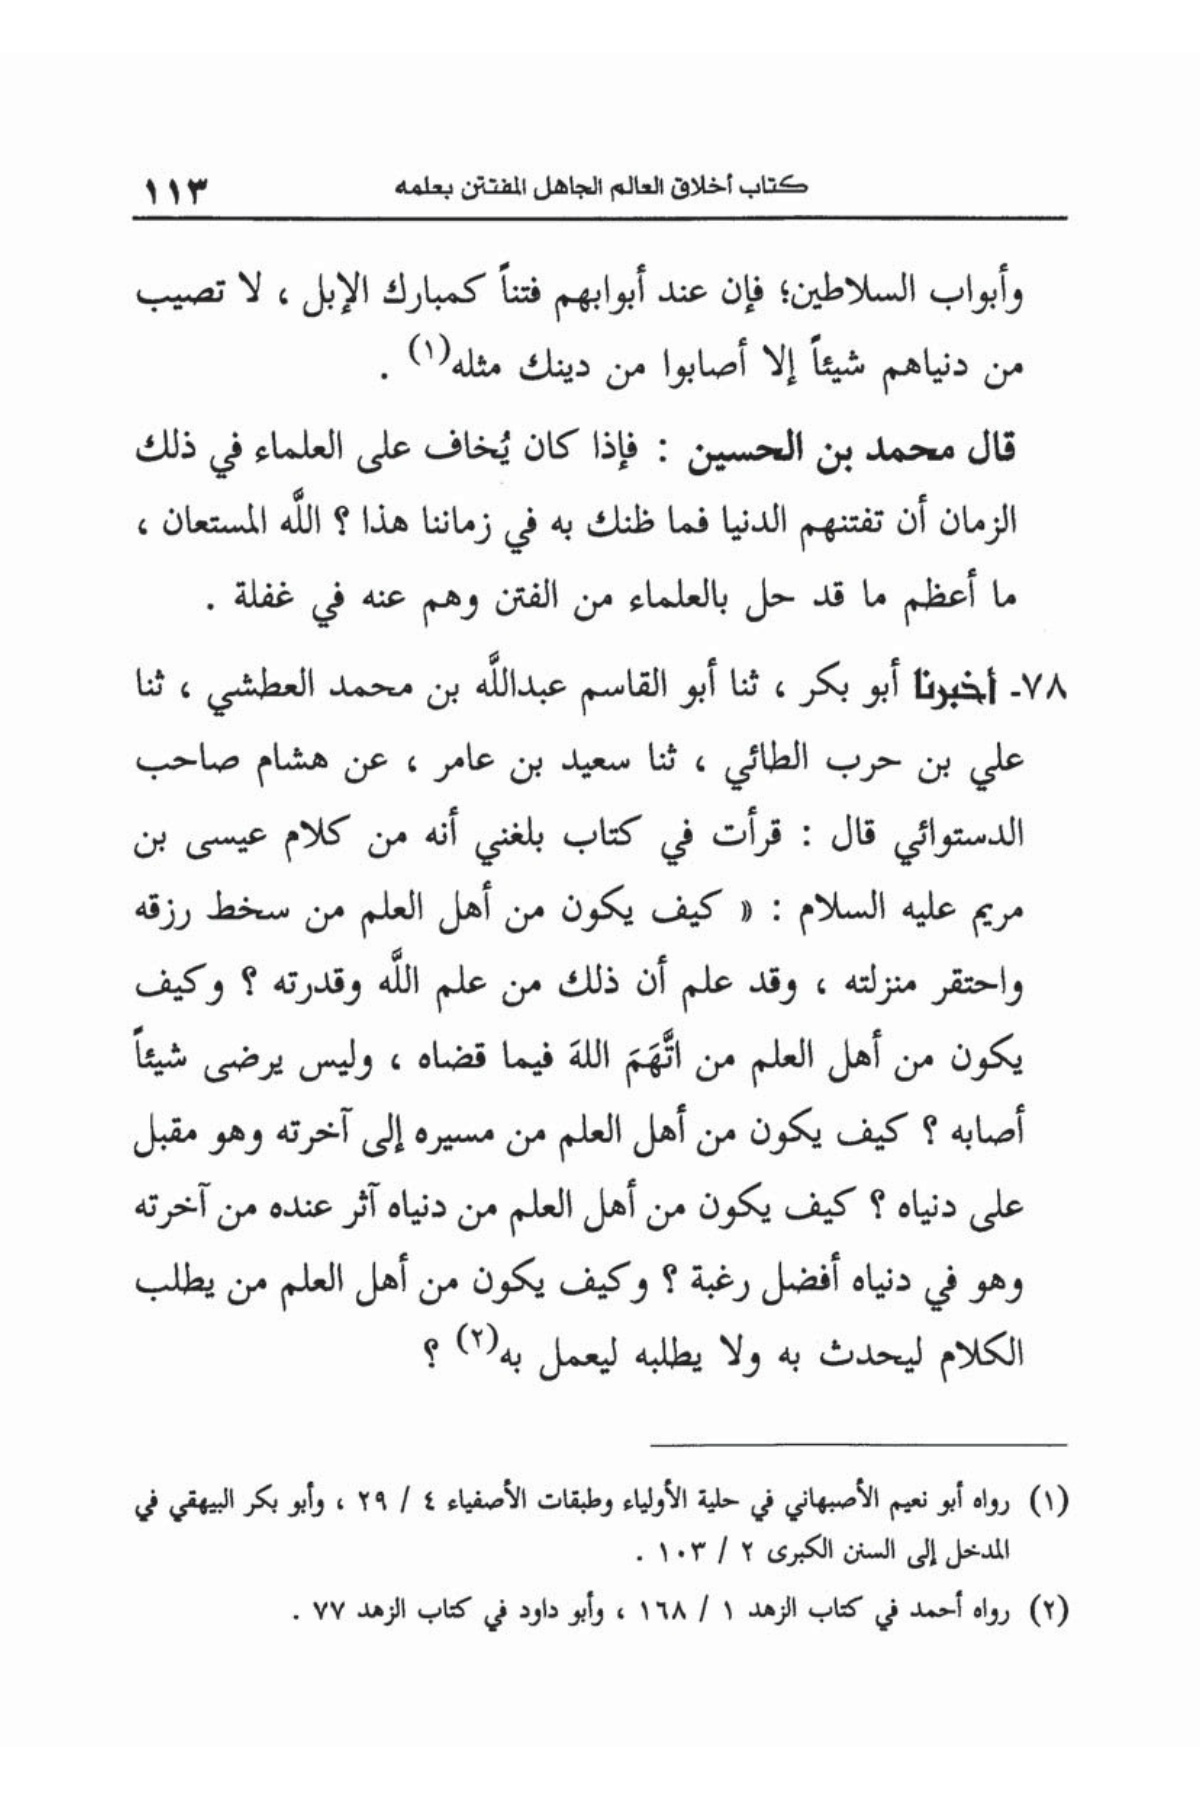 كتاب أخلاق العالم الجاهل المفتتن بعلمه ١١٣
وأبواب السلاطين؛ فإن عند أبوابهم فتناً كمبارك الإبل ، لا تصيب
من دنياهم شيئاً إلا أصابوا من دينك مثله(١) .
قال محمد بن الحسين : فإذا كان يُخاف على العلماء في ذلك
الزمان أن تفتنهم الدنيا فما ظنك به في زماننا هذا ؟ اللَّه المستعان ،
ما أعظم ما قد حل بالعلماء من الفتن وهم عنه في غفلة .
٧٨- أخبرنا أبو بكر ، ثنا أبو القاسم عبداللَّه بن محمد العطشي ، ثنا
علي بن حرب الطائي ، ثنا سعيد بن عامر ، عن هشام صاحب
الدستوائي قال : قرأت في كتاب بلغني أنه من كلام عيسى بن
مريم عليه السلام : « كيف يكون من أهل العلم من سخط رزقه
واحتقر منزلته ، وقد علم أن ذلك من علم اللَّه وقدرته ؟ وكيف
يكون من أهل العلم من اتَّهَمَ اللهَ فيما قضاه ، وليس يرضى شيئاً
أصابه ؟ كيف يكون من أهل العلم من مسيره إلى آخرته وهو مقبل
على دنياه ؟ كيف يكون من أهل العلم من دنياه آثر عنده من آخرته
وهو في دنياه أفضل رغبة ؟ وكيف يكون من أهل العلم من يطلب
الكلام ليحدث به ولا يطلبه ليعمل به(٢) ؟
(١) رواه أبو نعيم الأصبهاني في حلية الأولياء وطبقات الأصفياء ٤ / ٢٩ ، وأبو بكر البيهقي في
المدخل إلى السنن الكبرى ٢ / ١٠٣ .
(٢) رواه أحمد في كتاب الزهد ١ / ١٦٨ ، وأبو داود في كتاب الزهد ٧٧ .